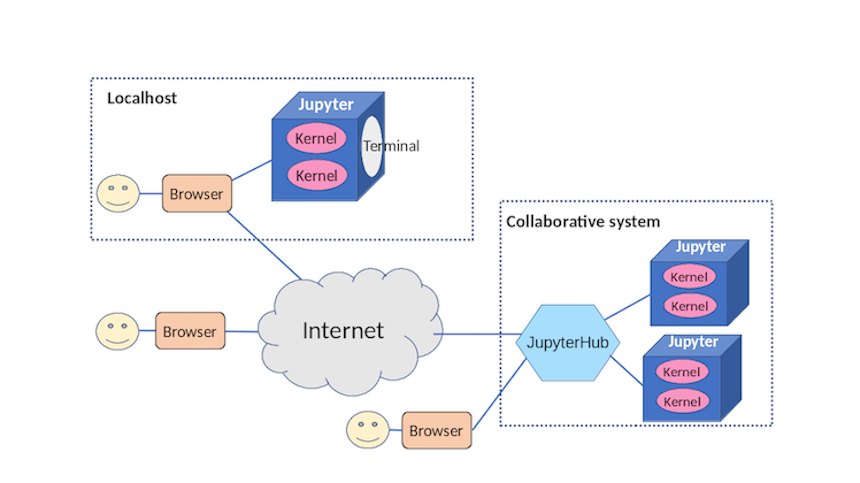 Localhost
Jupyter
Kernel
Terminal
Kernel
Browser
Collaborative system
Jupyter
Kernel
Kernel
Browser
Internet
JupyterHub
Jupyter
Kernel
Kernel
Browser